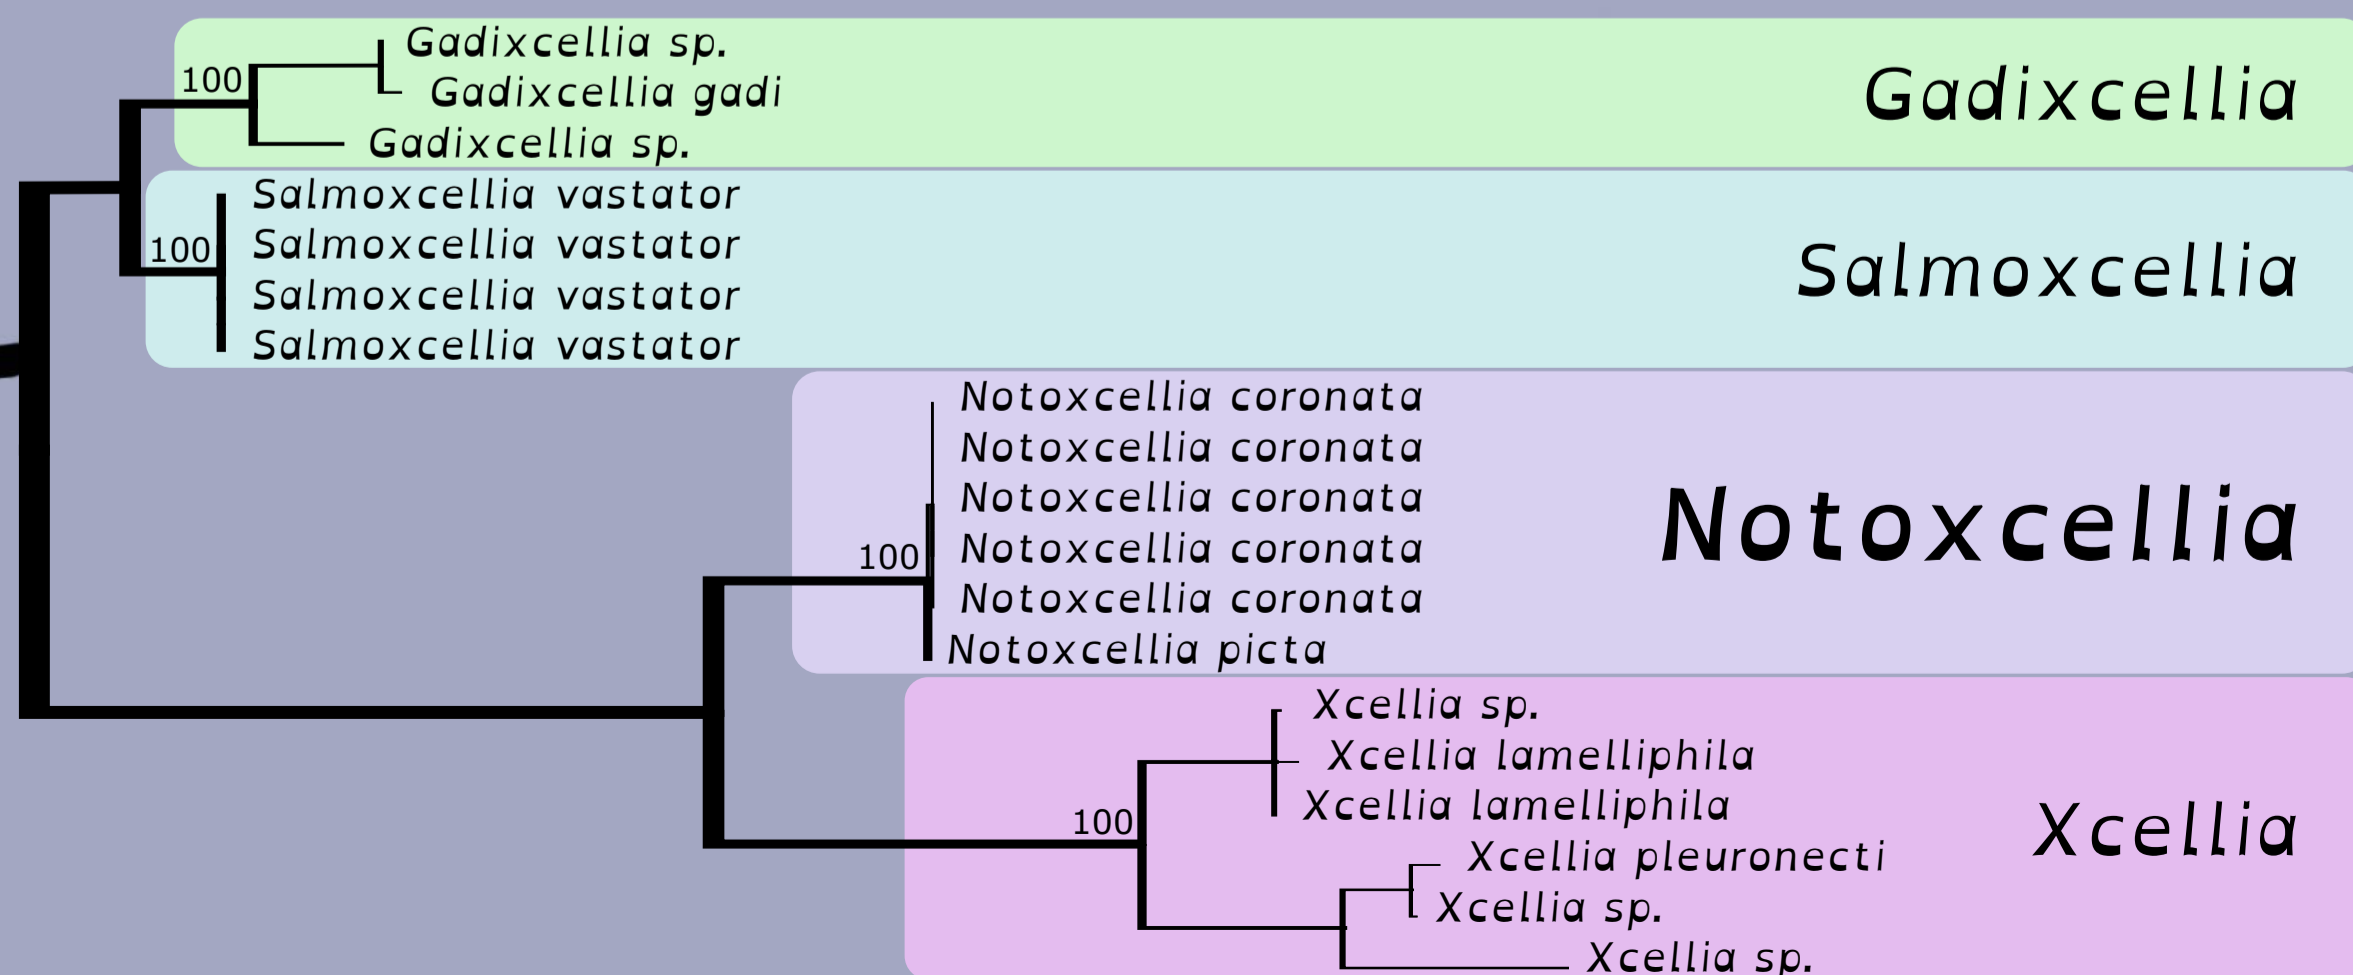 Gadixcellia sp.
100
Gadixcellia gadi
Gadixcellia sp.
Gadixcellia
Salmoxcellia vastator
Salmoxcellia vastator
100
Salmoxcellia vastator
Salmoxcellia vastator
Salmoxcellia
Notoxcellia coronata
Notoxcellia coronata
Notoxcellia coronata
Notoxcellia coronata
100
Notoxcellia coronata
Notoxcellia picta
Notoxcellia
Xcellia sp.
Xcellia lamelliphila
Xcellia lamelliphila
100
Xcellia pleuronecti
Xcellia sp.
Xcellia sp.
Xcellia